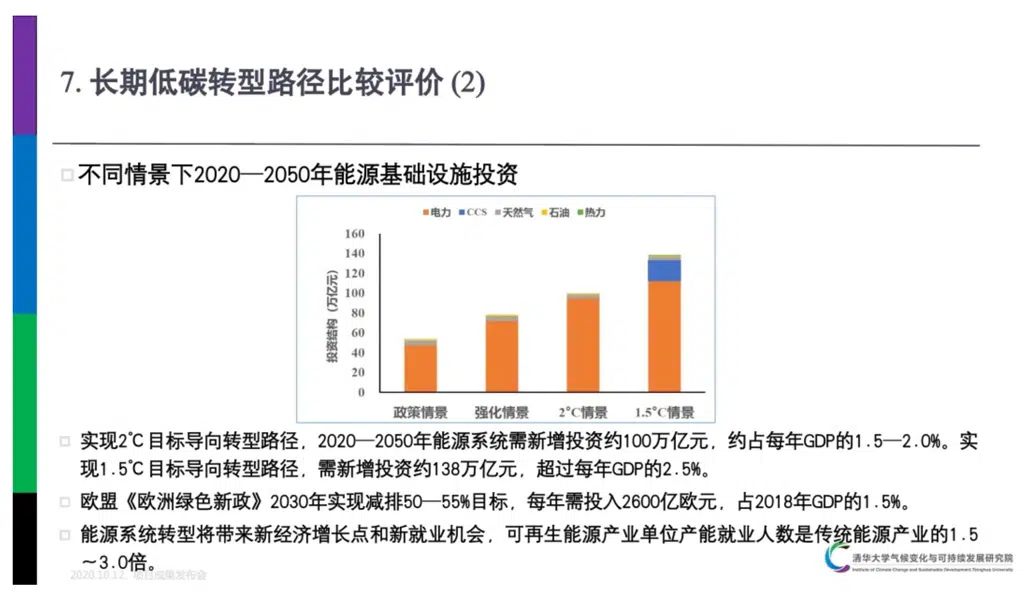 7. 长期低碳转型路径比较评价 (2)
不同情景下2020—2050年能源基础设施投资
电力 CCS 天然气 石油 热力
投资结构（万亿元）
160
140
120
100
80
60
40
20
0
政策情景 强化情景 2°C情景 1.5°C情景
实现2℃目标导向转型路径，2020—2050年能源系统需新增投资约100万亿元，约占每年GDP的1.5—2.0%。实
现1.5℃目标导向转型路径，需新增投资约138万亿元，超过每年GDP的2.5%。
欧盟《欧洲绿色新政》2030年实现减排50—55%目标，每年需投入2600亿欧元，占2018年GDP的1.5%。
能源系统转型将带来新经济增长点和新就业机会，可再生能源产业单位产能就业人数是传统能源产业的1.5
～3.0倍。
2020.10.12，项目成果发布会
清华大学气候变化与可持续发展研究院
Institute of Climate Change and Sustainable Development,Tsinghua University